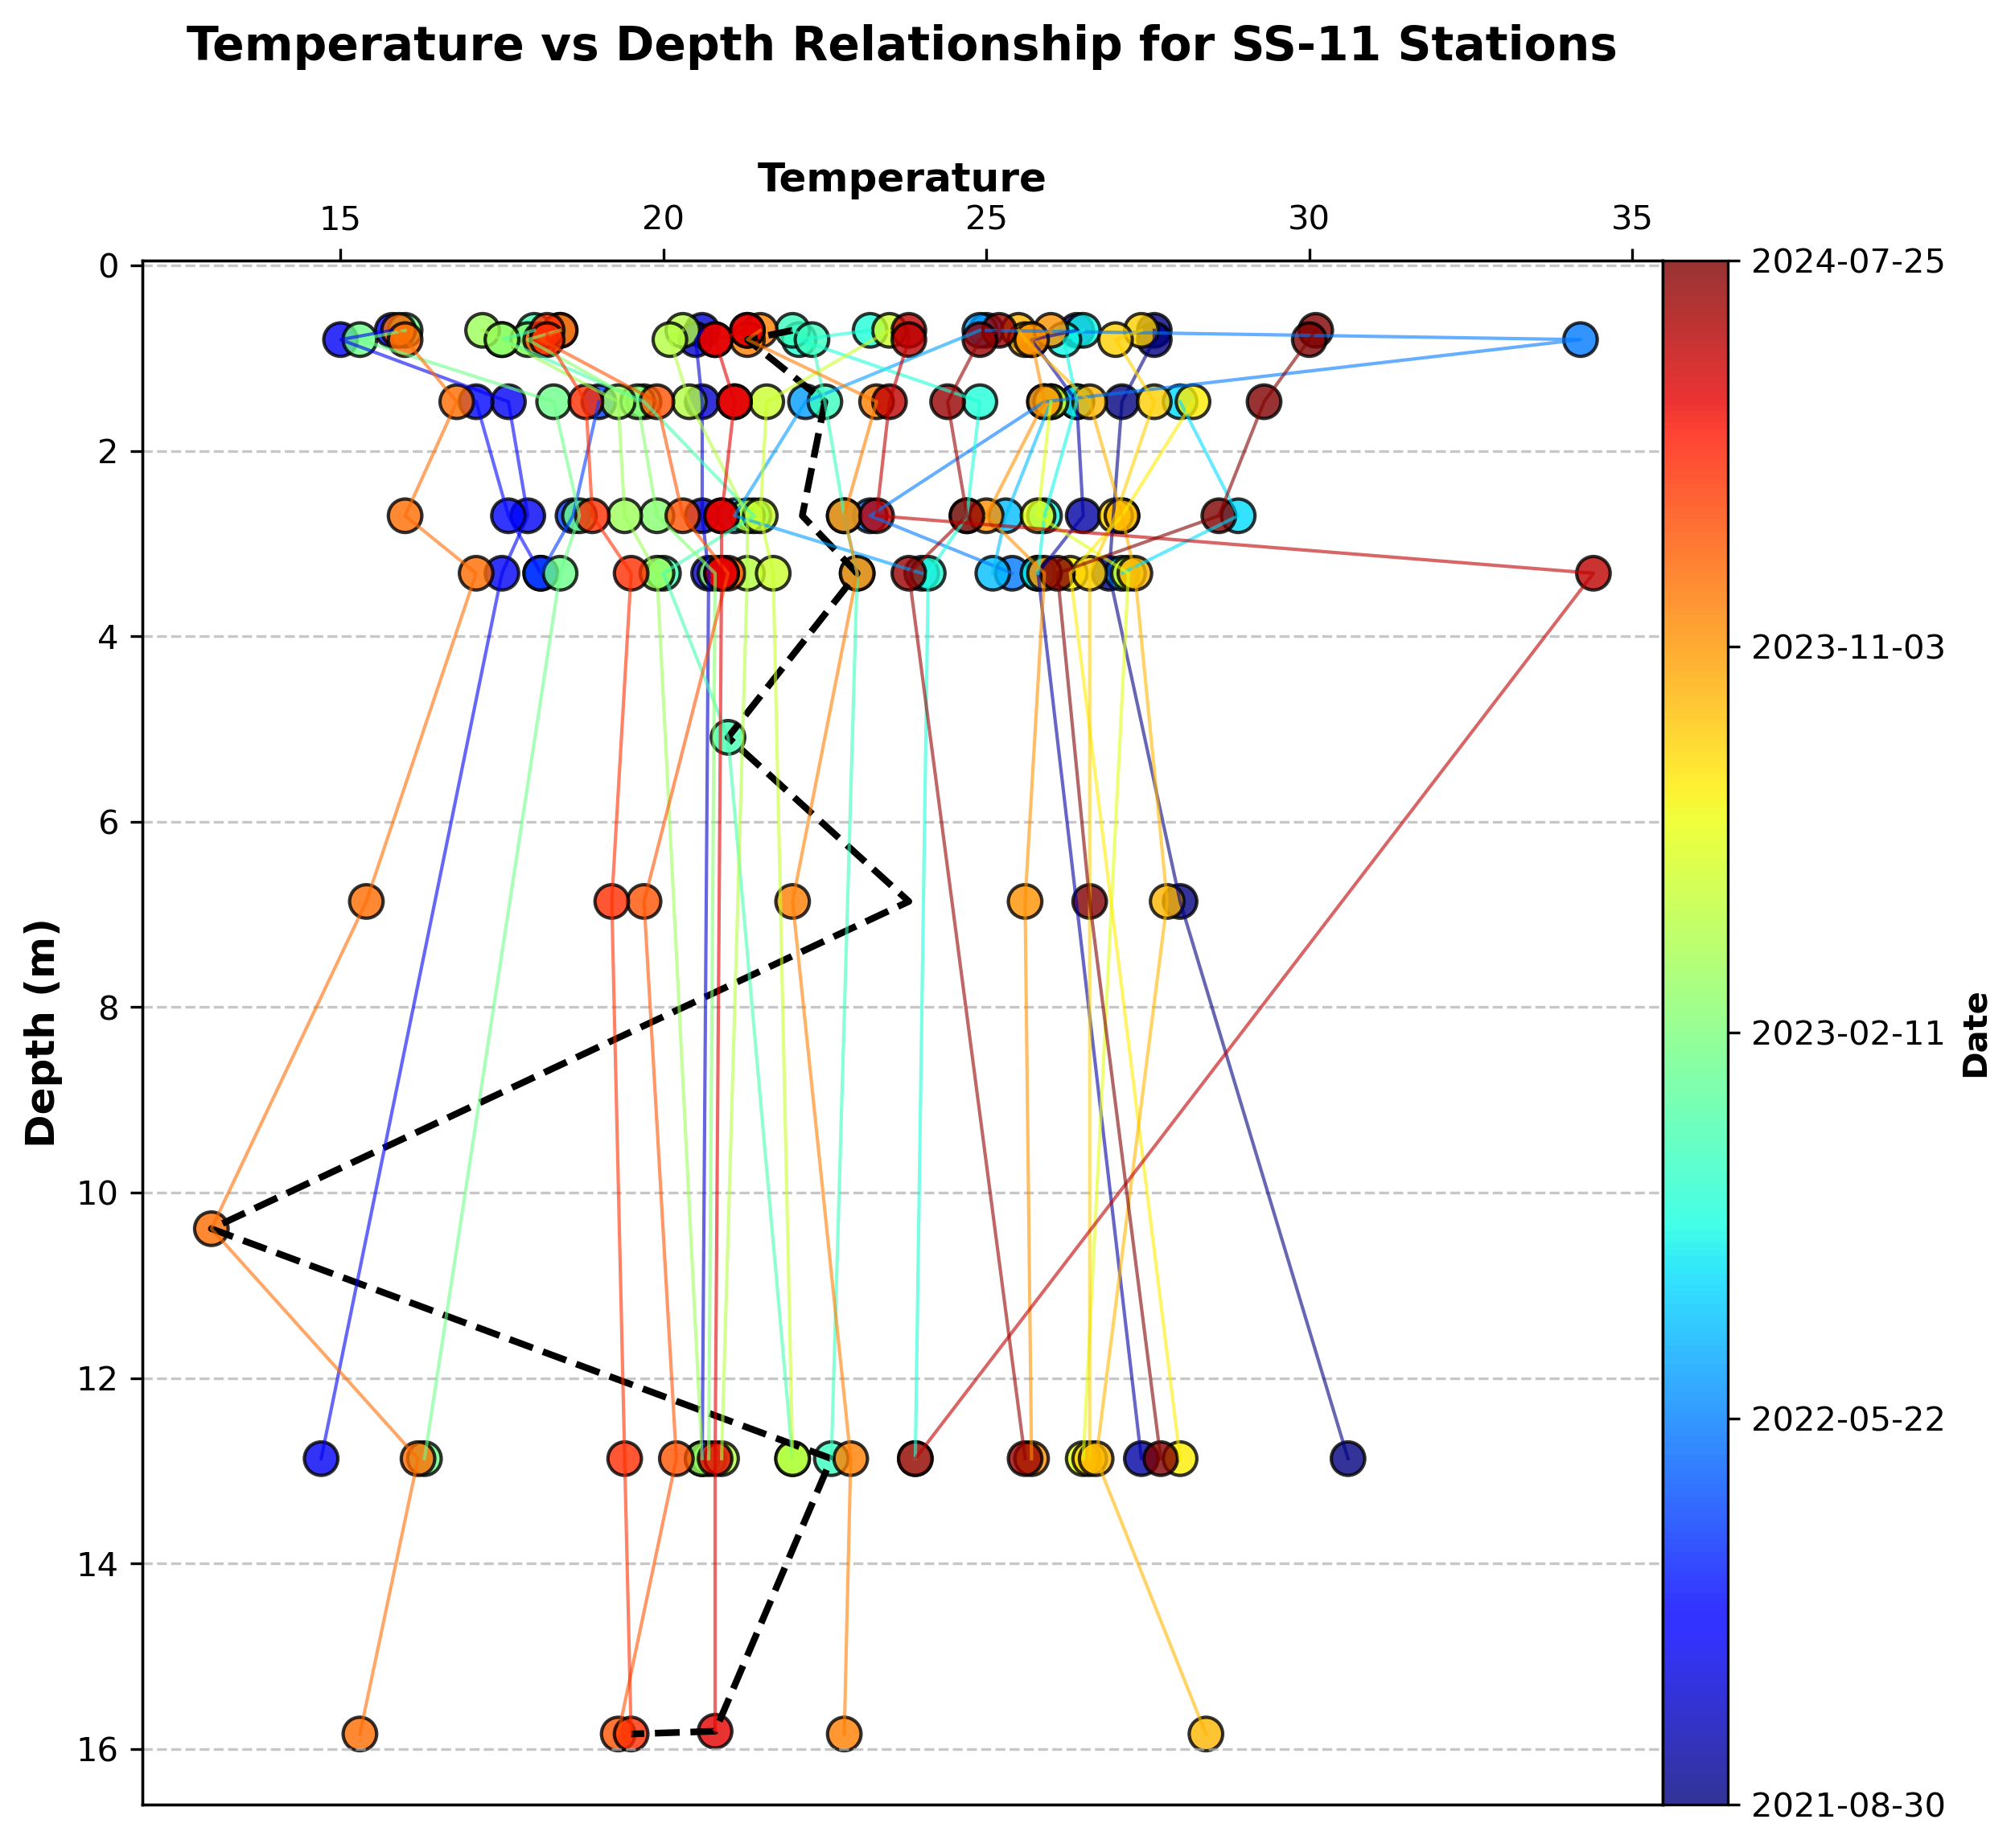 Temperature vs Depth Relationship for SS-11 Stations
Temperature
15 20 25 30 35
0
2
4
6
8
10
12
14
16
Depth (m)
2024-07-25
2023-11-03
2023-02-11
2022-05-22
2021-08-30
Date